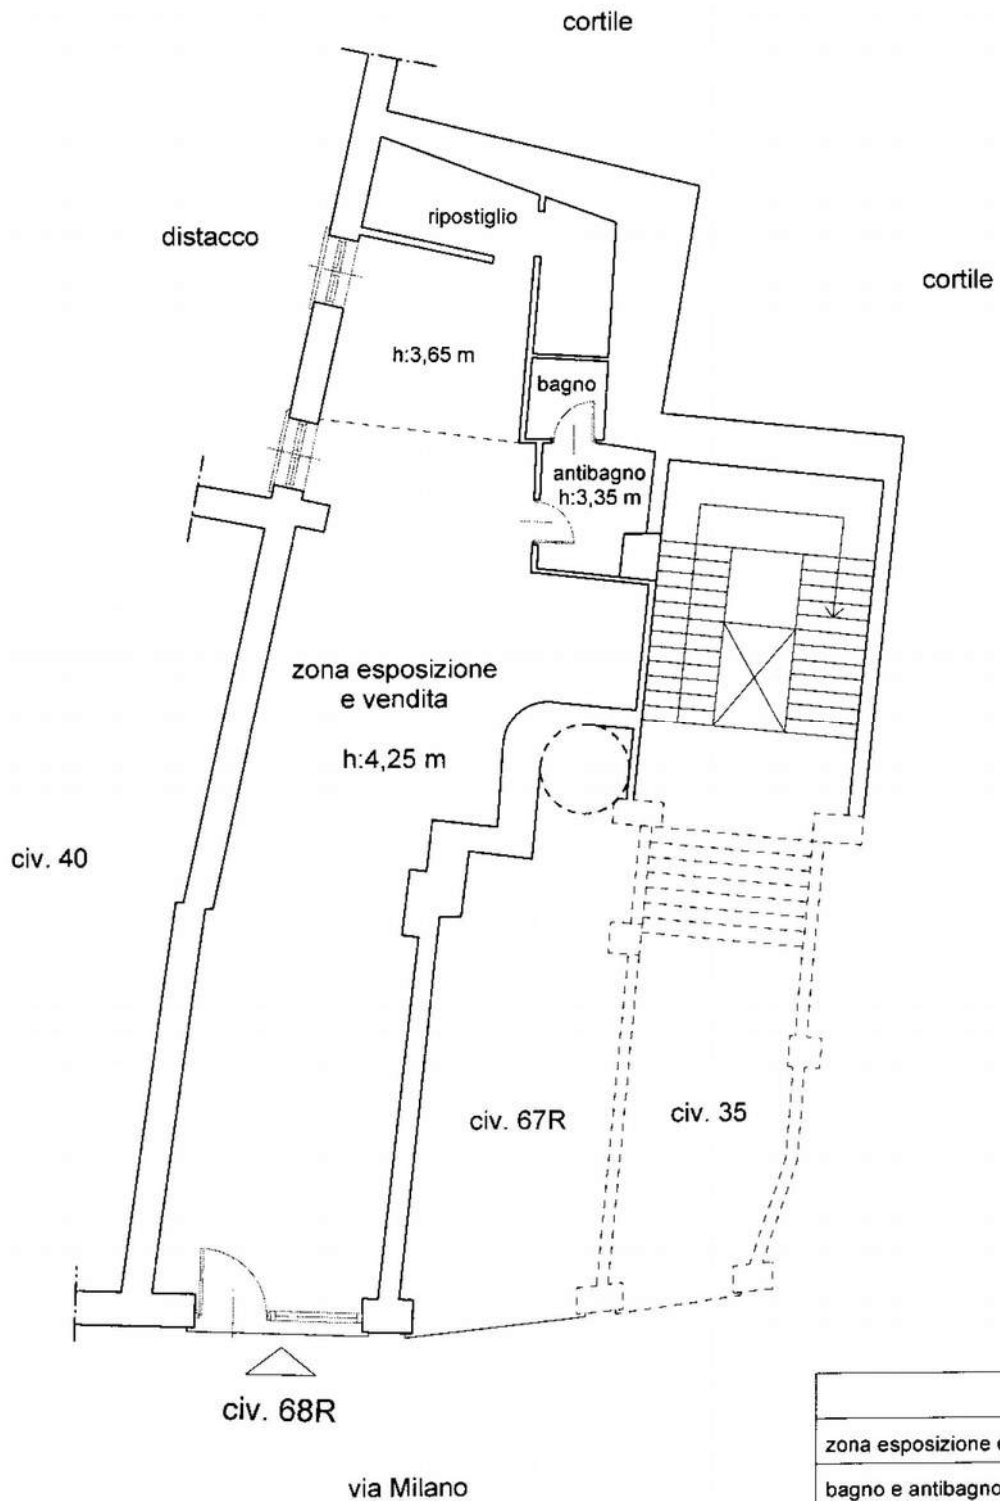 cortile
distacco
ripostiglio
cortile
h:3,65 m
bagno
antibagno
h:3,35 m
zona esposizione
e vendita
h:4,25 m
civ. 40
civ. 67R
civ. 35
civ. 68R
via Milano
zona esposizione
bagno e antibagno